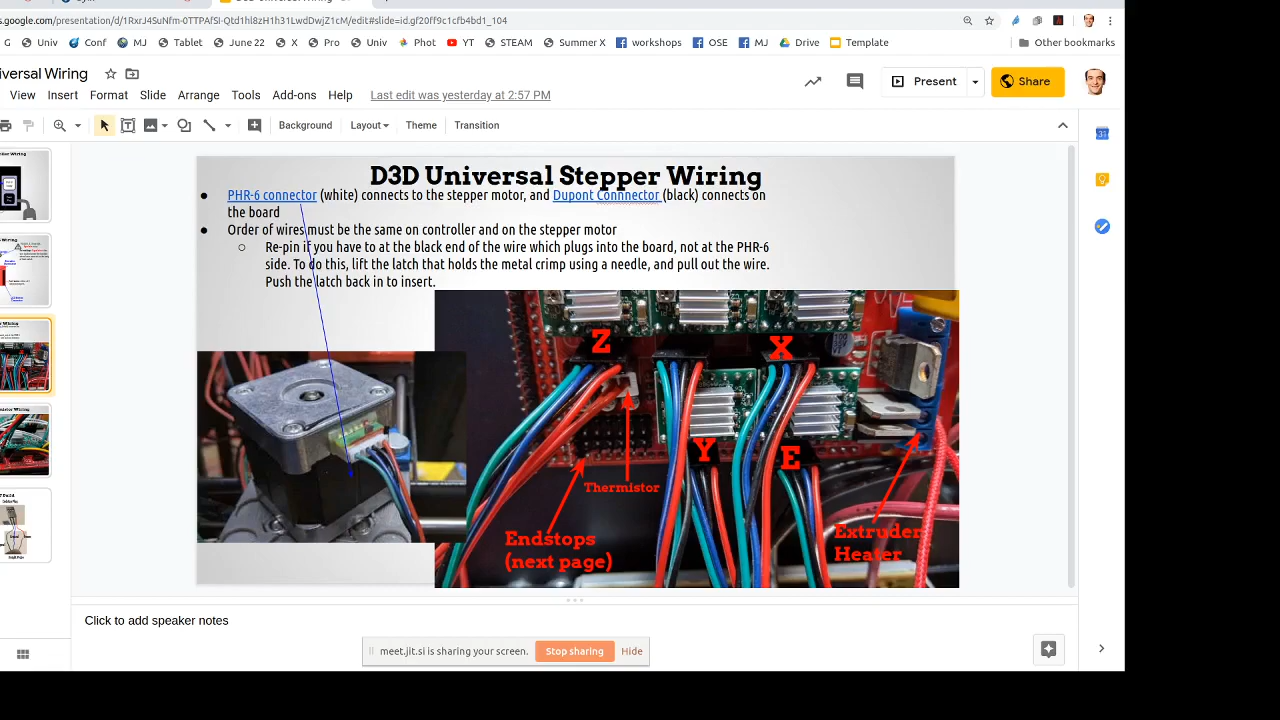 s.google.com/presentation/d/1RxrJ4SuNfm-0TTPAfSI-Qtd1hl8zH1h31LwdDwjZ1cM/edit#slide=id.gf20ff9c1cfb4bd1_104
G Univ Conf MJ Tablet June 22 X Pro Univ Phot YT STEAM Summer X workshops OSE MJ Drive Template Other bookmarks
iversal Wiring
Present
Share
View Insert Format Slide Arrange Tools Add-ons Help Last edit was yesterday at 2:57 PM
Background Layout Theme Transition
D3D Universal Stepper Wiring
● PHR-6 connector (white) connects to the stepper motor, and Dupont Connnector (black) connects on
the board
● Order of wires must be the same on controller and on the stepper motor
○ Re-pin if you have to at the black end of the wire which plugs into the board, not at the PHR-6
side. To do this, lift the latch that holds the metal crimp using a needle, and pull out the wire.
Push the latch back in to insert.
Z
X
Y
E
Thermistor
Endstops
(next page)
Extruder
Heater
Click to add speaker notes
meet.jit.si is sharing your screen. Stop sharing Hide